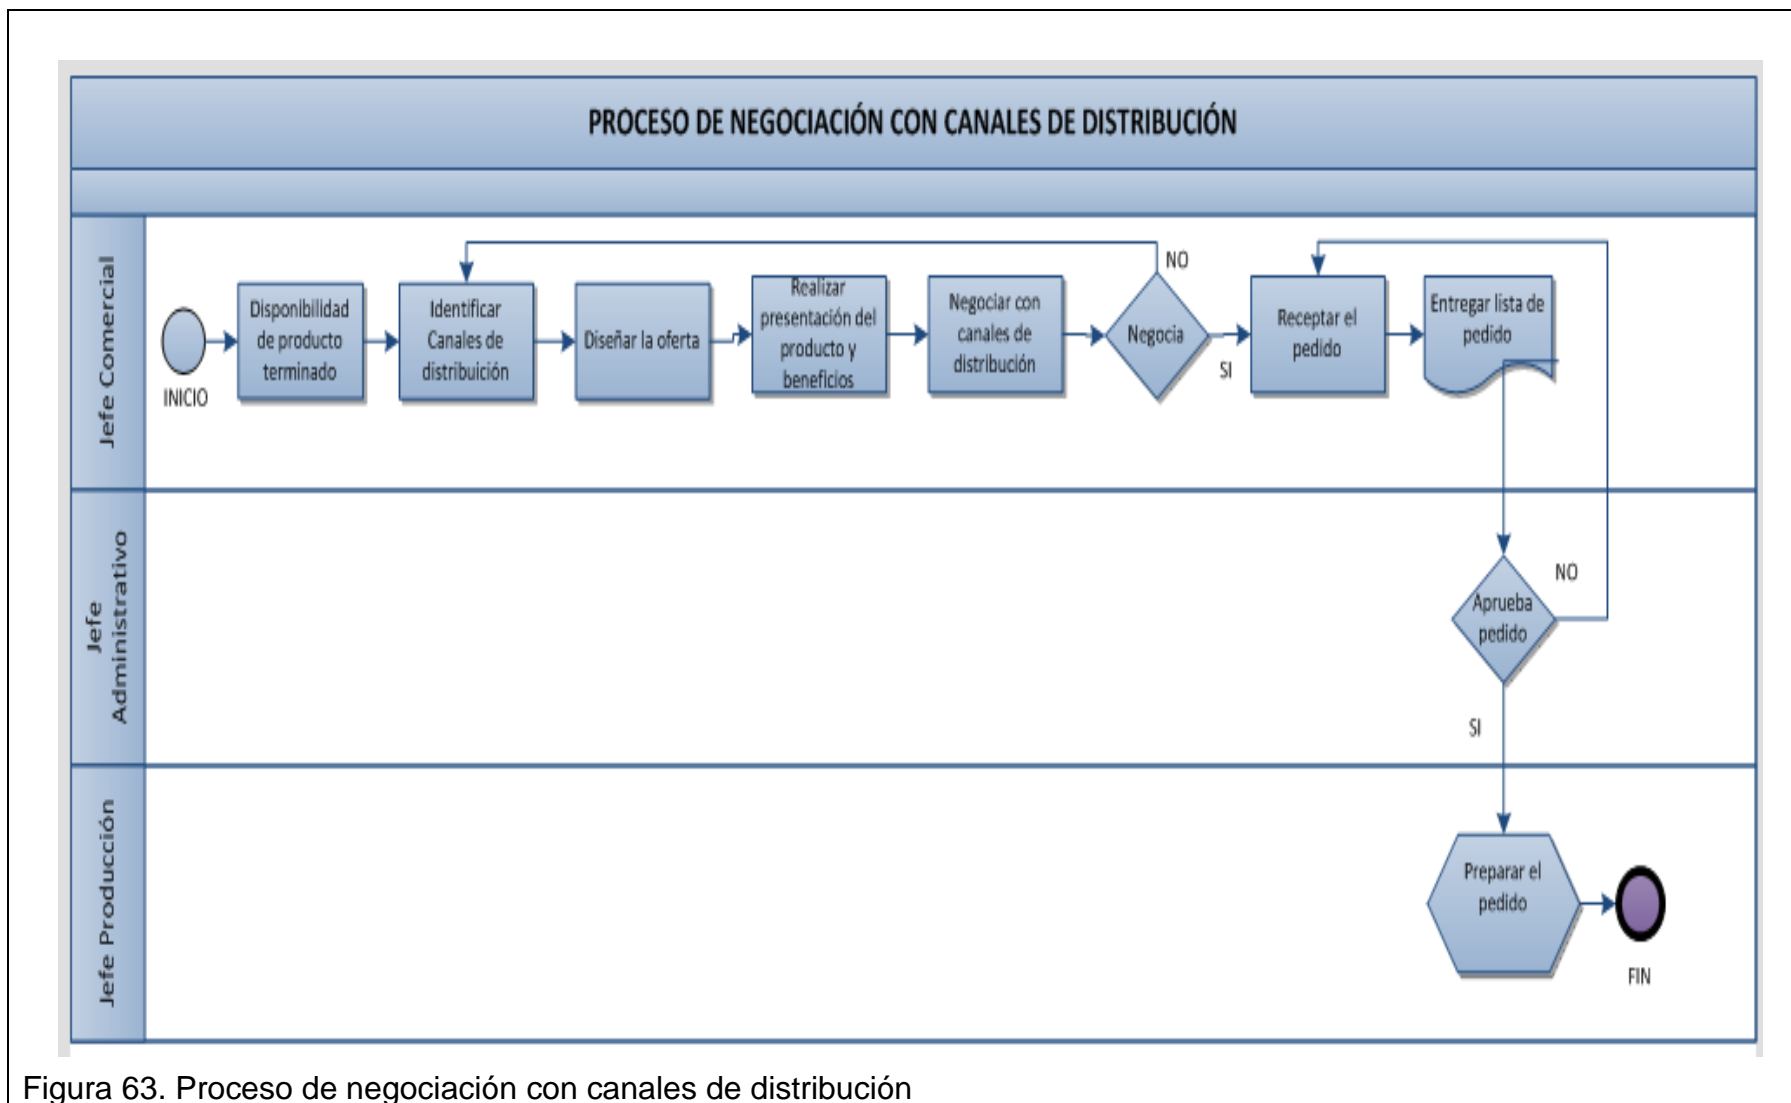 PROCESO DE NEGOCIACIÓN CON CANALES DE DISTRIBUCIÓN
Jefe Comercial
INICIO
Disponibilidad
de producto
terminado
Identificar
Canales de
distribuición
Diseñar la oferta
Realizar
presentación del
producto y
beneficios
Negociar con
canales de
distribución
Negocia
NO
SI
Receptar el
pedido
Entregar lista de
pedido
Jefe
Administrativo
Aprueba
pedido
NO
SI
Jefe Producción
Preparar el
pedido
FIN
Figura 63. Proceso de negociación con canales de distribución